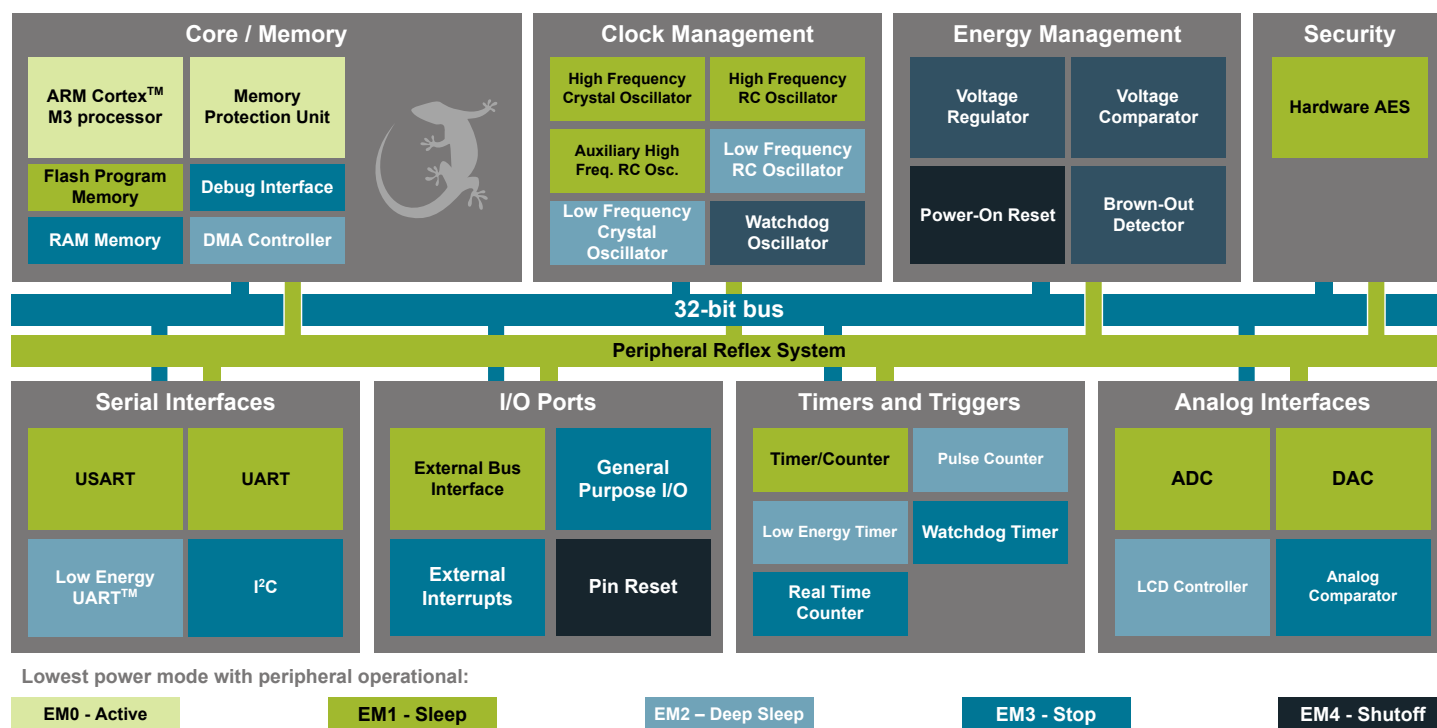 Core / Memory
ARM Cortex™
M3 processor
Memory
Protection Unit
Flash Program
Memory
Debug Interface
RAM Memory
DMA Controller
Clock Management
High Frequency
Crystal Oscillator
High Frequency
RC Oscillator
Auxiliary High
Freq. RC Osc.
Low Frequency
RC Oscillator
Low Frequency
Crystal
Oscillator
Watchdog
Oscillator
Energy Management
Voltage
Regulator
Voltage
Comparator
Power-On Reset
Brown-Out
Detector
Security
Hardware AES
32-bit bus
Peripheral Reflex System
Serial Interfaces
USART
UART
Low Energy
UART™
I²C
I/O Ports
External Bus
Interface
General
Purpose I/O
External
Interrupts
Pin Reset
Timers and Triggers
Timer/Counter
Pulse Counter
Low Energy Timer
Watchdog Timer
Real Time
Counter
Analog Interfaces
ADC
DAC
LCD Controller
Analog
Comparator
Lowest power mode with peripheral operational:
EM0 - Active
EM1 - Sleep
EM2 – Deep Sleep
EM3 - Stop
EM4 - Shutoff